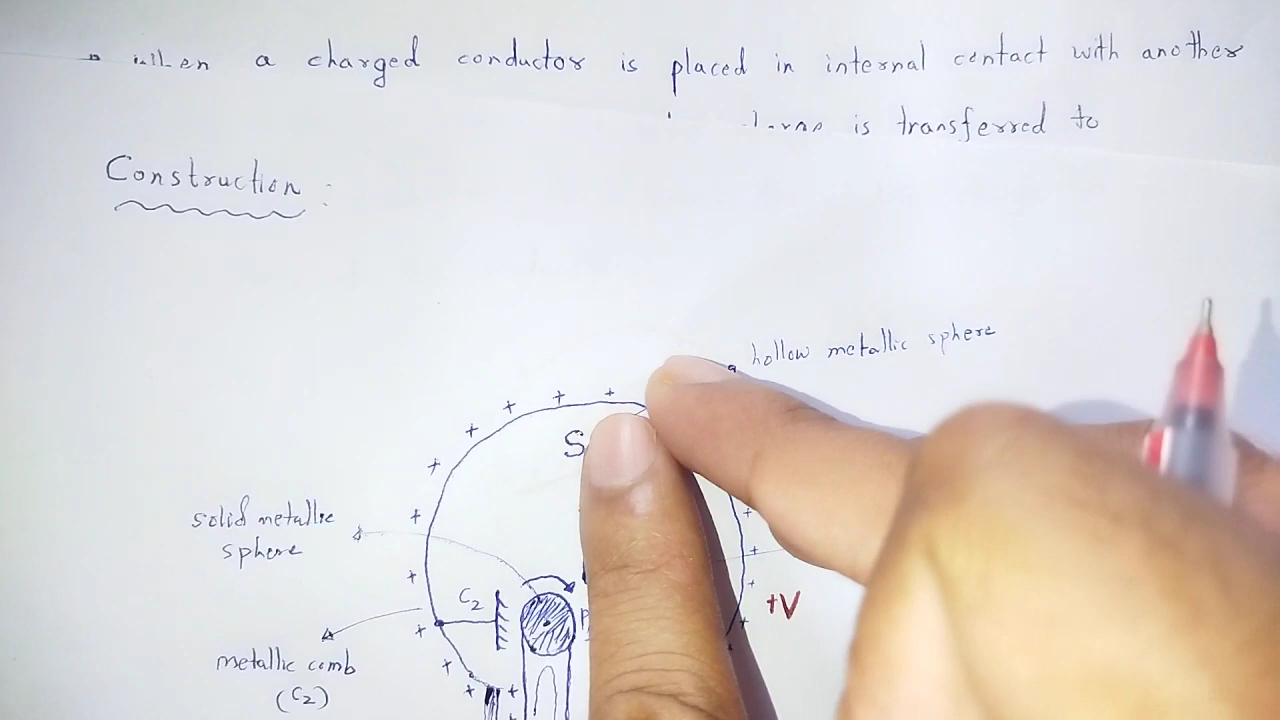 when a charged conductor is placed in internal contact with another
is transferred to
Construction :
hollow metallic sphere
S
solid metallic
sphere
C2
+V
metallic comb
(C2)